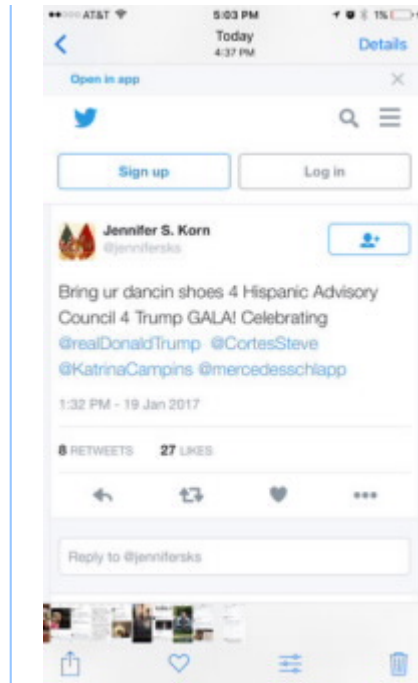 AT&T 5:03 PM 1%
Today
4:37 PM
Details
Open in app
Sign up
Log in
Jennifer S. Korn
@jennifersks
Bring ur dancin shoes 4 Hispanic Advisory
Council 4 Trump GALA! Celebrating
@realDonaldTrump @CortesSteve
@KatrinaCampins @mercedesschlapp
1:32 PM - 19 Jan 2017
8 RETWEETS 27 LIKES
Reply to @jennifersks